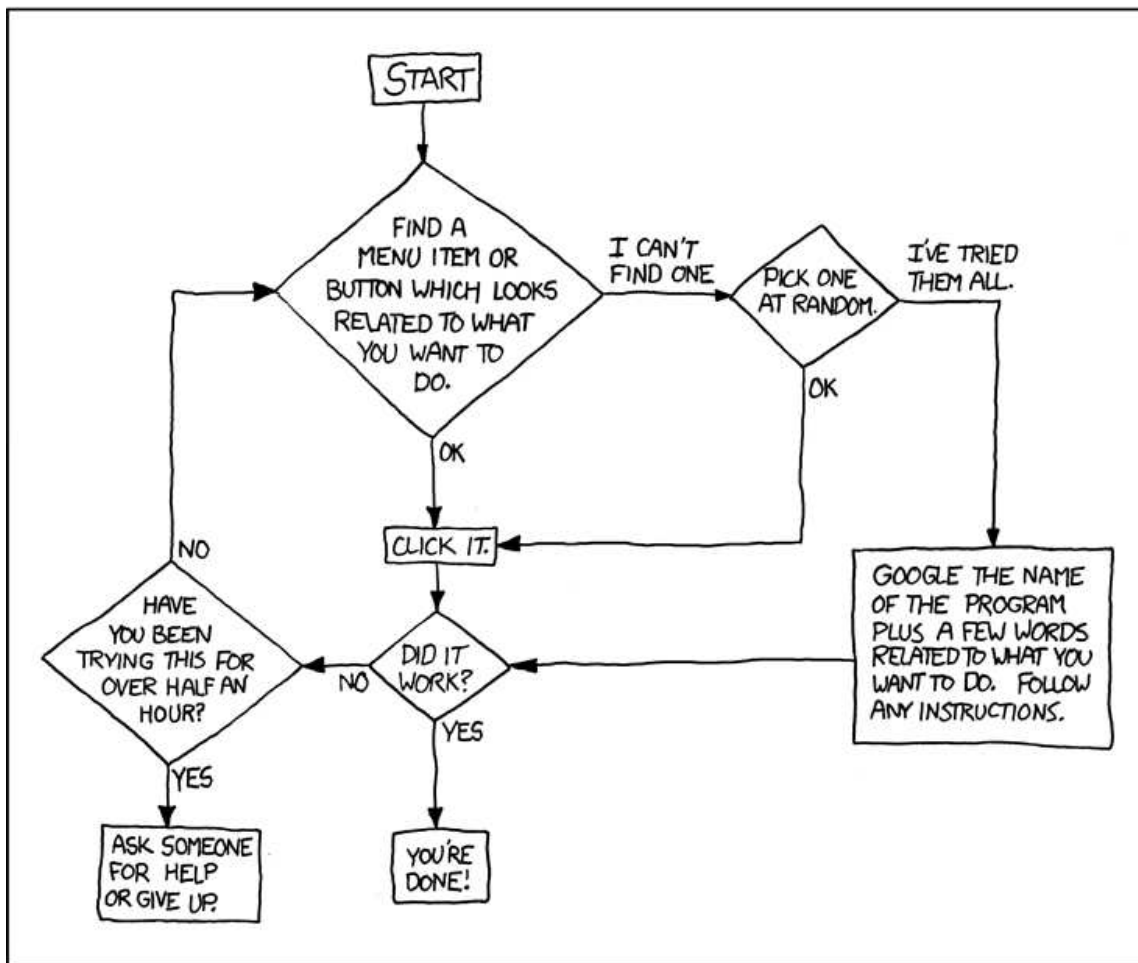 START
FIND A
MENU ITEM OR
BUTTON WHICH LOOKS
RELATED TO WHAT
YOU WANT TO
DO.
I CAN'T
FIND ONE
PICK ONE
AT RANDOM.
I'VE TRIED
THEM ALL.
OK
OK
CLICK IT.
NO
HAVE
YOU BEEN
TRYING THIS FOR
OVER HALF AN
HOUR?
NO
DID IT
WORK?
GOOGLE THE NAME
OF THE PROGRAM
PLUS A FEW WORDS
RELATED TO WHAT YOU
WANT TO DO. FOLLOW
ANY INSTRUCTIONS.
YES
YES
ASK SOMEONE
FOR HELP
OR GIVE UP.
YOU'RE
DONE!